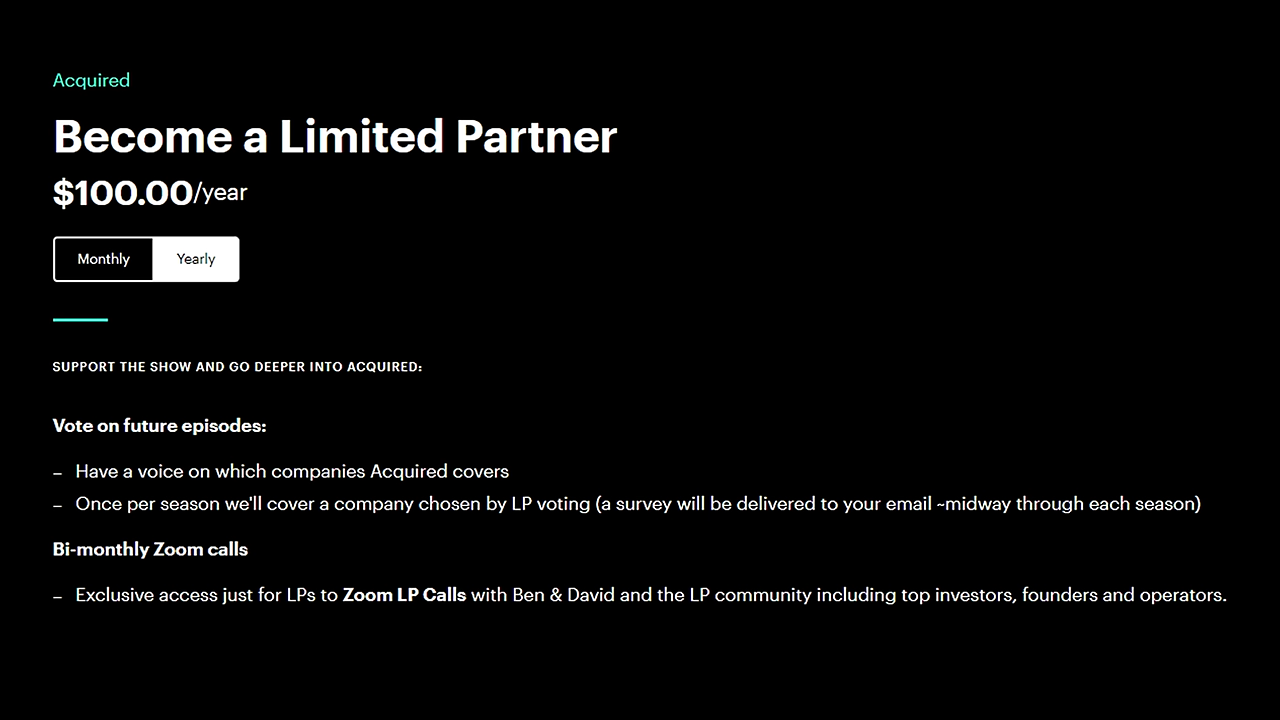 Acquired
Become a Limited Partner
$100.00/year
Monthly Yearly
SUPPORT THE SHOW AND GO DEEPER INTO ACQUIRED:
Vote on future episodes:
– Have a voice on which companies Acquired covers
– Once per season we'll cover a company chosen by LP voting (a survey will be delivered to your email ~midway through each season)
Bi-monthly Zoom calls
– Exclusive access just for LPs to Zoom LP Calls with Ben & David and the LP community including top investors, founders and operators.